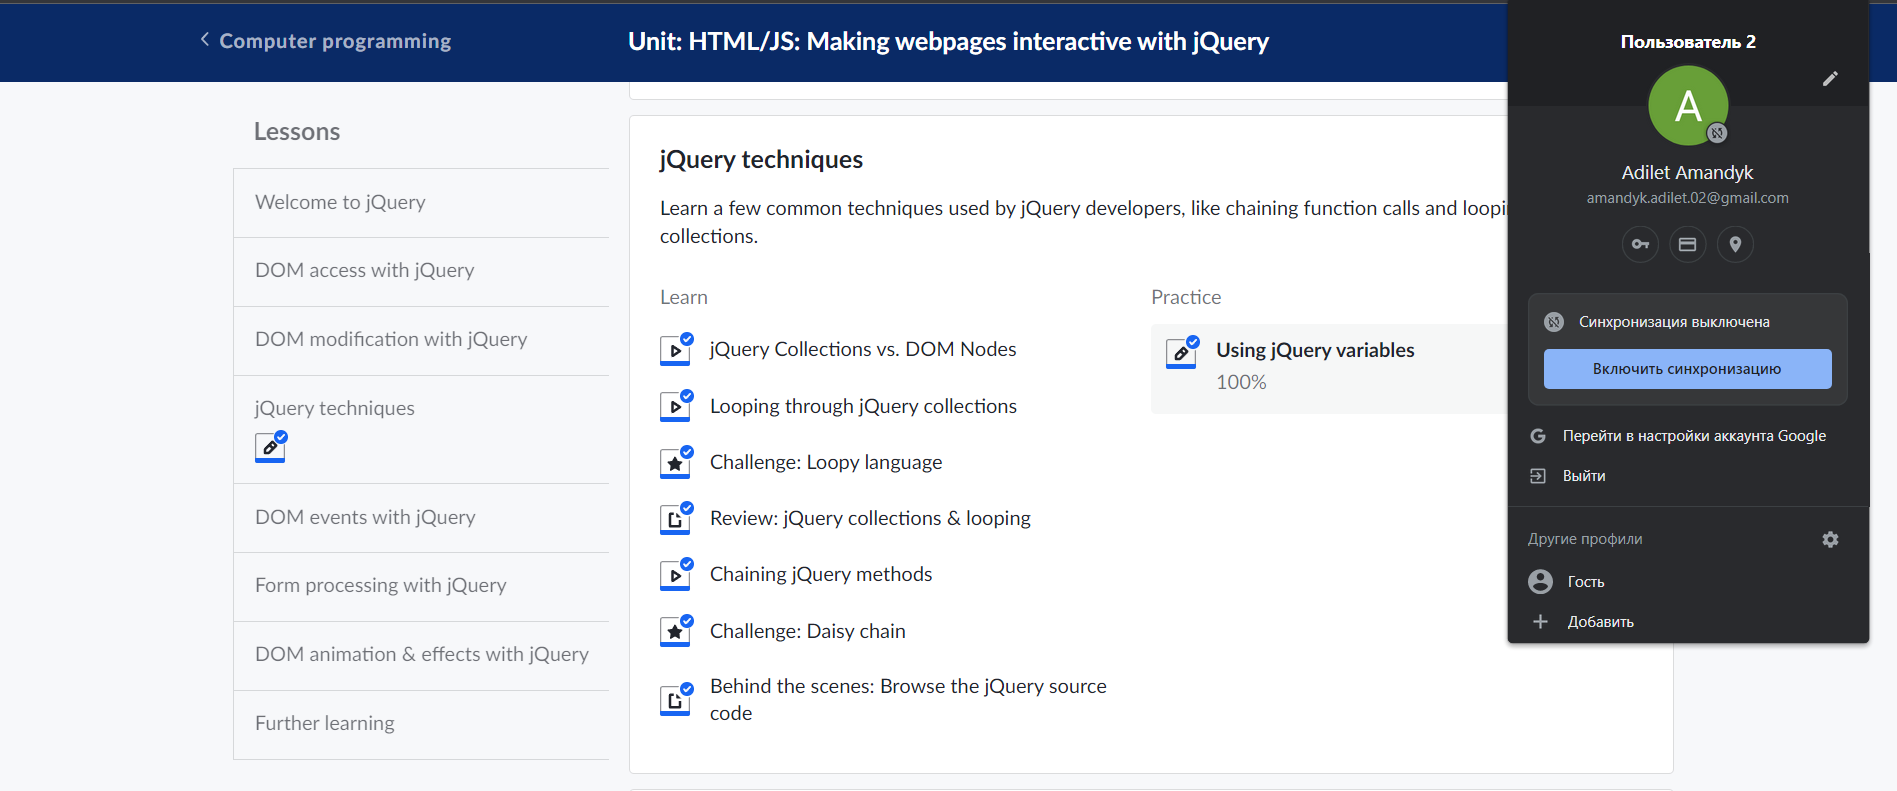 Computer programming
Unit: HTML/JS: Making webpages interactive with jQuery
Lessons
Welcome to jQuery
DOM access with jQuery
DOM modification with jQuery
jQuery techniques
DOM events with jQuery
Form processing with jQuery
DOM animation & effects with jQuery
Further learning
jQuery techniques
Learn a few common techniques used by jQuery developers, like chaining function calls and
collections.
Learn
jQuery Collections vs. DOM Nodes
Looping through jQuery collections
Challenge: Loopy language
Review: jQuery collections & looping
Chaining jQuery methods
Challenge: Daisy chain
Behind the scenes: Browse the jQuery source
code
Practice
Using jQuery variables
100%
Пользователь 2
A
Adilet Amandyk
amandyk.adilet.02@gmail.com
Синхронизация выключена
Включить синхронизацию
G
Перейти в настройки аккаунта Google
Выйти
Другие профили
Гость
Добавить